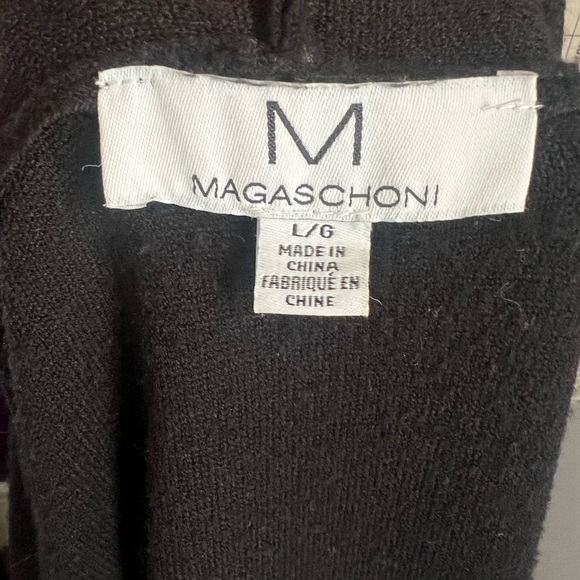 M
MAGASCHONI
L/G
MADE IN
CHINA
FABRIQUÉ EN
CHINE